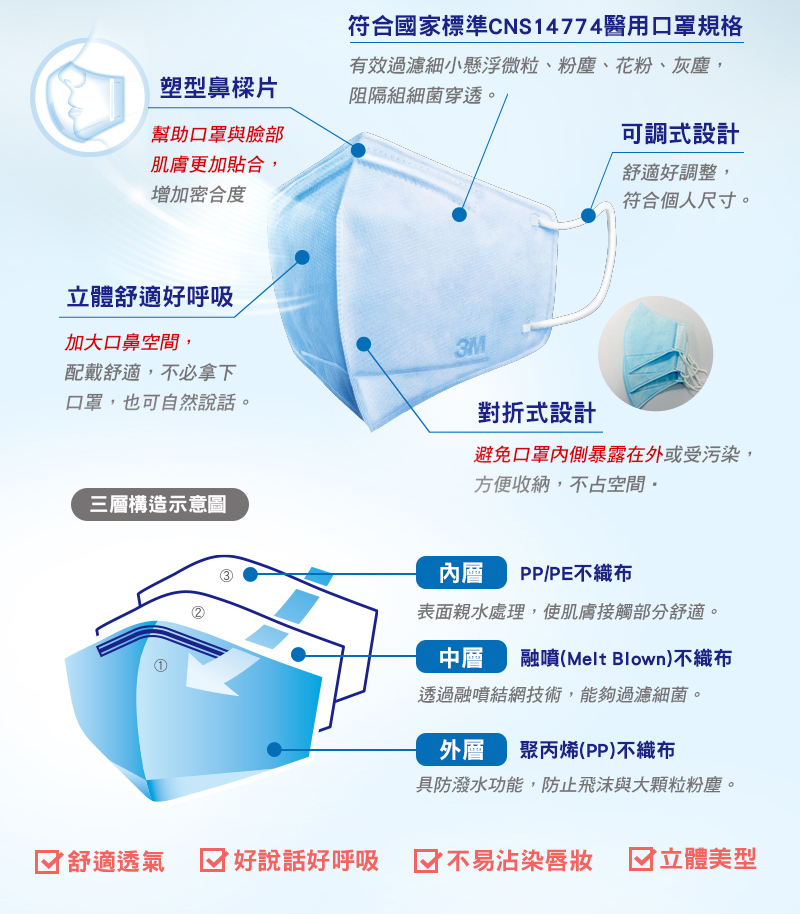 符合國家標準CNS14774醫用口罩規格
有效過濾細小懸浮微粒、粉塵、花粉、灰塵，
阻隔組細菌穿透。
塑型鼻樑片
幫助口罩與臉部
肌膚更加貼合，
增加密合度
可調式設計
舒適好調整，
符合個人尺寸。
立體舒適好呼吸
加大口鼻空間，
配戴舒適，不必拿下
口罩，也可自然說話。
3M
對折式設計
避免口罩內側暴露在外或受污染，
方便收納，不占空間．
三層構造示意圖
③
②
①
內層 PP/PE不織布
表面親水處理，使肌膚接觸部分舒適。
中層 融噴(Melt Blown)不織布
透過融噴結網技術，能夠過濾細菌。
外層 聚丙烯(PP)不織布
具防潑水功能，防止飛沫與大顆粒粉塵。
舒適透氣 好說話好呼吸 不易沾染唇妝 立體美型